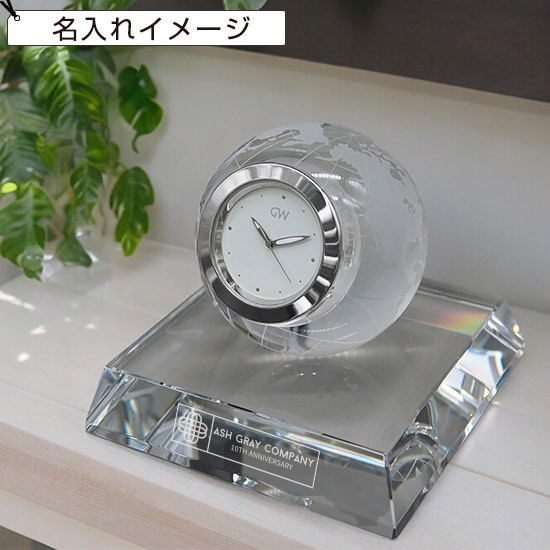 名入れイメージ
GW
ASH GRAY COMPANY
10TH ANNIVERSARY